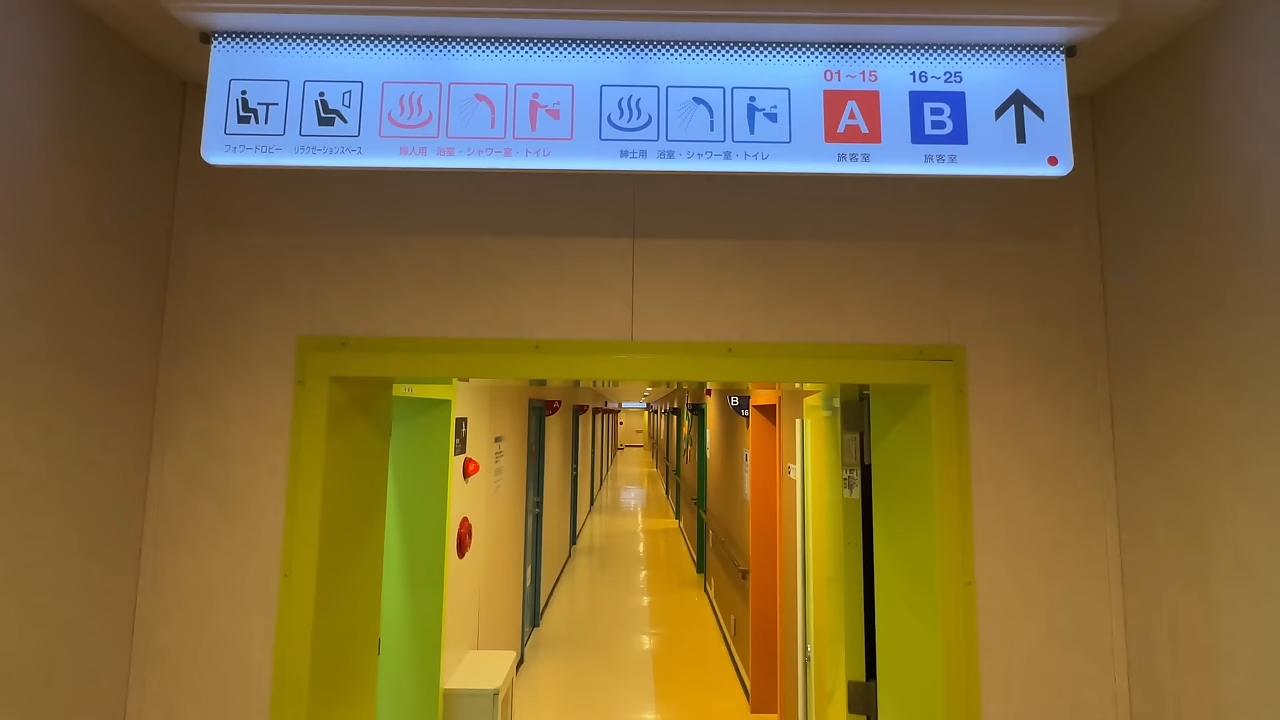 01～15
16～25
A
B
フォワードロビー
リラクゼーションスペース
婦人用 浴室・シャワー室・トイレ
紳士用 浴室・シャワー室・トイレ
旅客室
旅客室
A
B
16